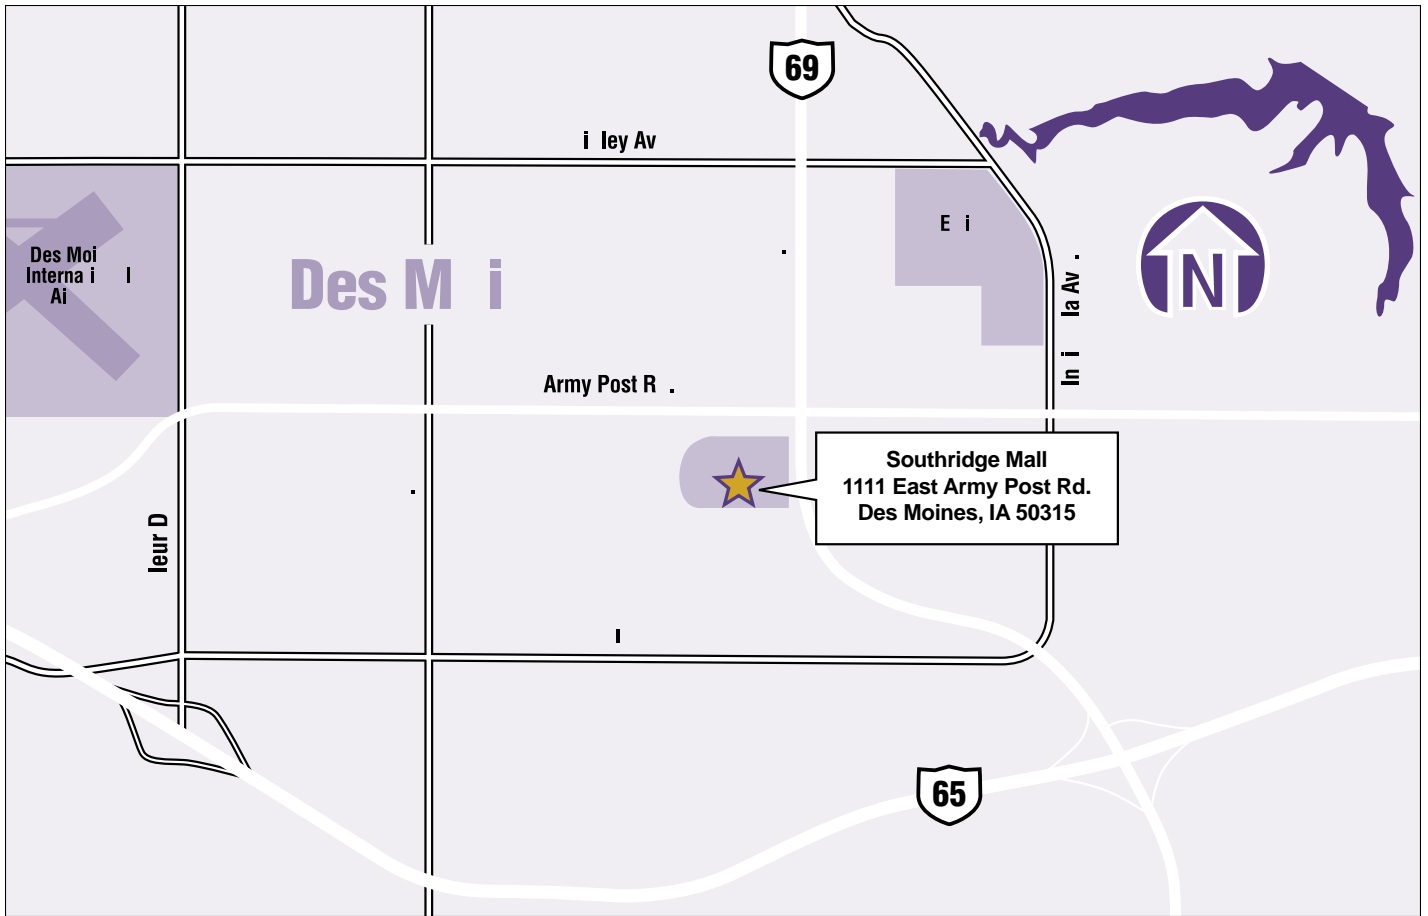 69
i ley Av
E i
Des Moi
Interna i l
Ai
Des M i
N
In i la Av .
Army Post R .
Southridge Mall
1111 East Army Post Rd.
Des Moines, IA 50315
leur D
l
65